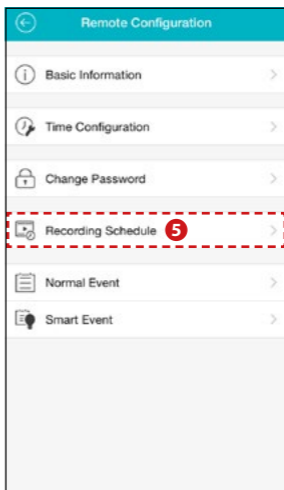 Remote Configuration
Basic Information
Time Configuration
Change Password
Recording Schedule 5
Normal Event
Smart Event